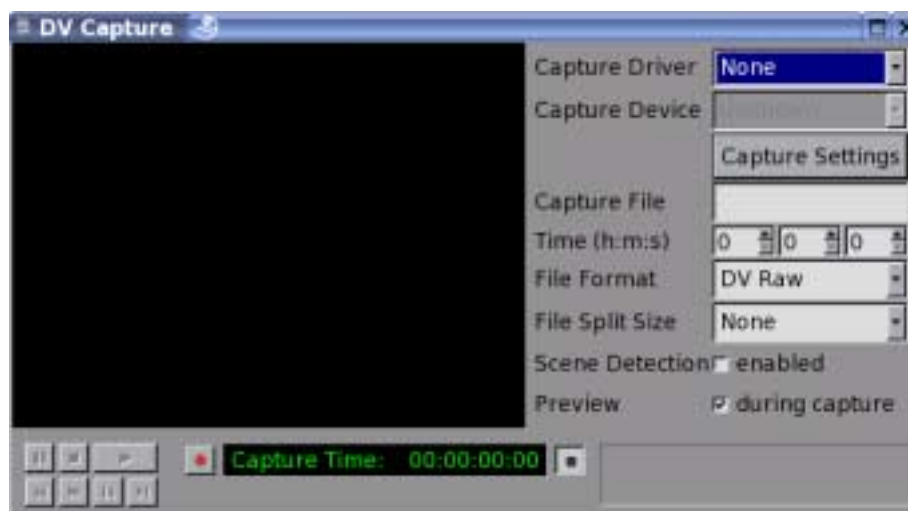 DV Capture
Capture Driver None
Capture Device
Capture Settings
Capture File
Time (h:m:s) 0 0 0
File Format DV Raw
File Split Size None
Scene Detection enabled
Preview during capture
Capture Time: 00:00:00:00